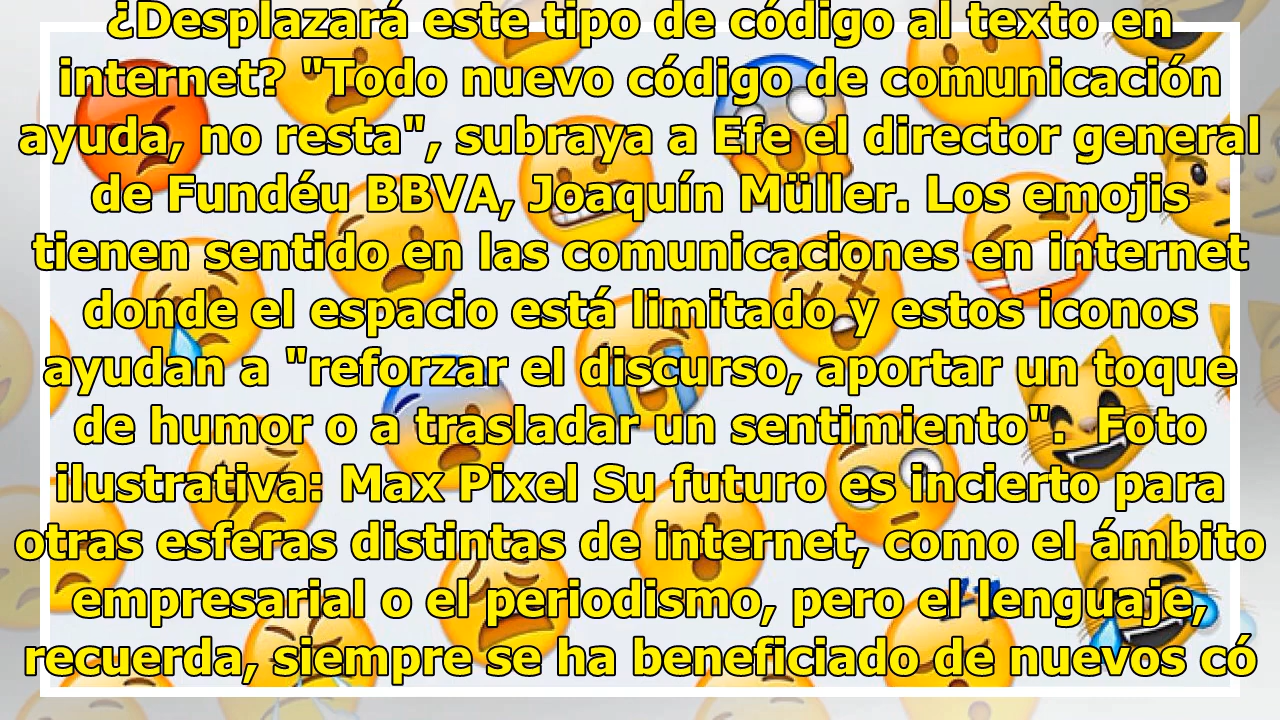 ¿Desplazará este tipo de código al texto en
internet? "Todo nuevo código de comunicación
ayuda, no resta", subraya a Efe el director general
de Fundéu BBVA, Joaquín Müller. Los emojis
tienen sentido en las comunicaciones en internet
donde el espacio está limitado y estos iconos
ayudan a "reforzar el discurso, aportar un toque
de humor o a trasladar un sentimiento".  Foto
ilustrativa: Max Pixel Su futuro es incierto para
otras esferas distintas de internet, como el ámbito
empresarial o el periodismo, pero el lenguaje,
recuerda, siempre se ha beneficiado de nuevos có